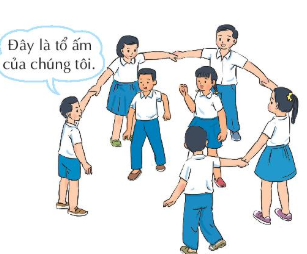 Đây là tổ ấm
của chúng tôi.